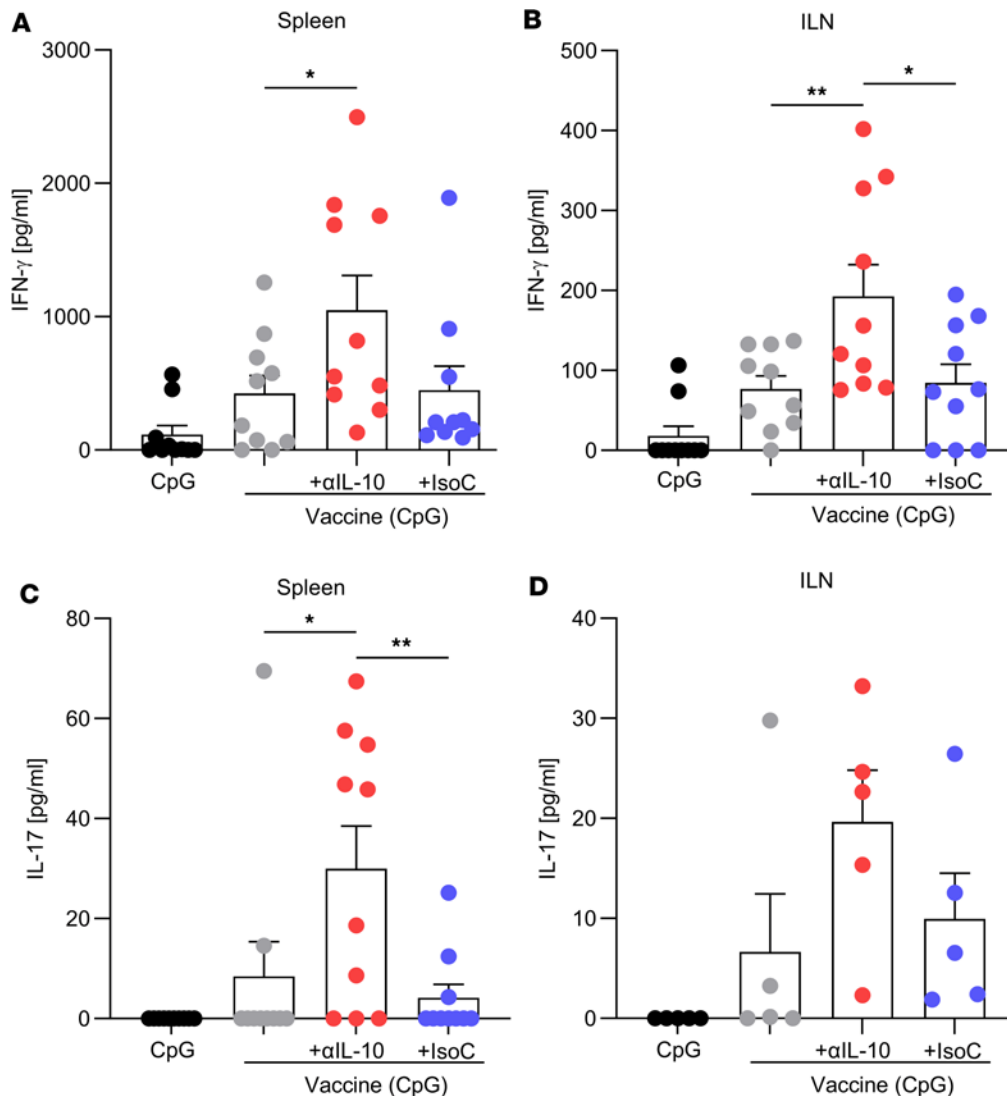 A
Spleen
IFN-γ [pg/ml]
3000
2000
1000
0
*
CpG
+αIL-10
+IsoC
Vaccine (CpG)
B
ILN
IFN-γ [pg/ml]
500
400
300
200
100
0
**
*
CpG
+αIL-10
+IsoC
Vaccine (CpG)
C
Spleen
IL-17 [pg/ml]
80
60
40
20
0
*
**
CpG
+αIL-10
+IsoC
Vaccine (CpG)
D
ILN
IL-17 [pg/ml]
40
30
20
10
0
CpG
+αIL-10
+IsoC
Vaccine (CpG)